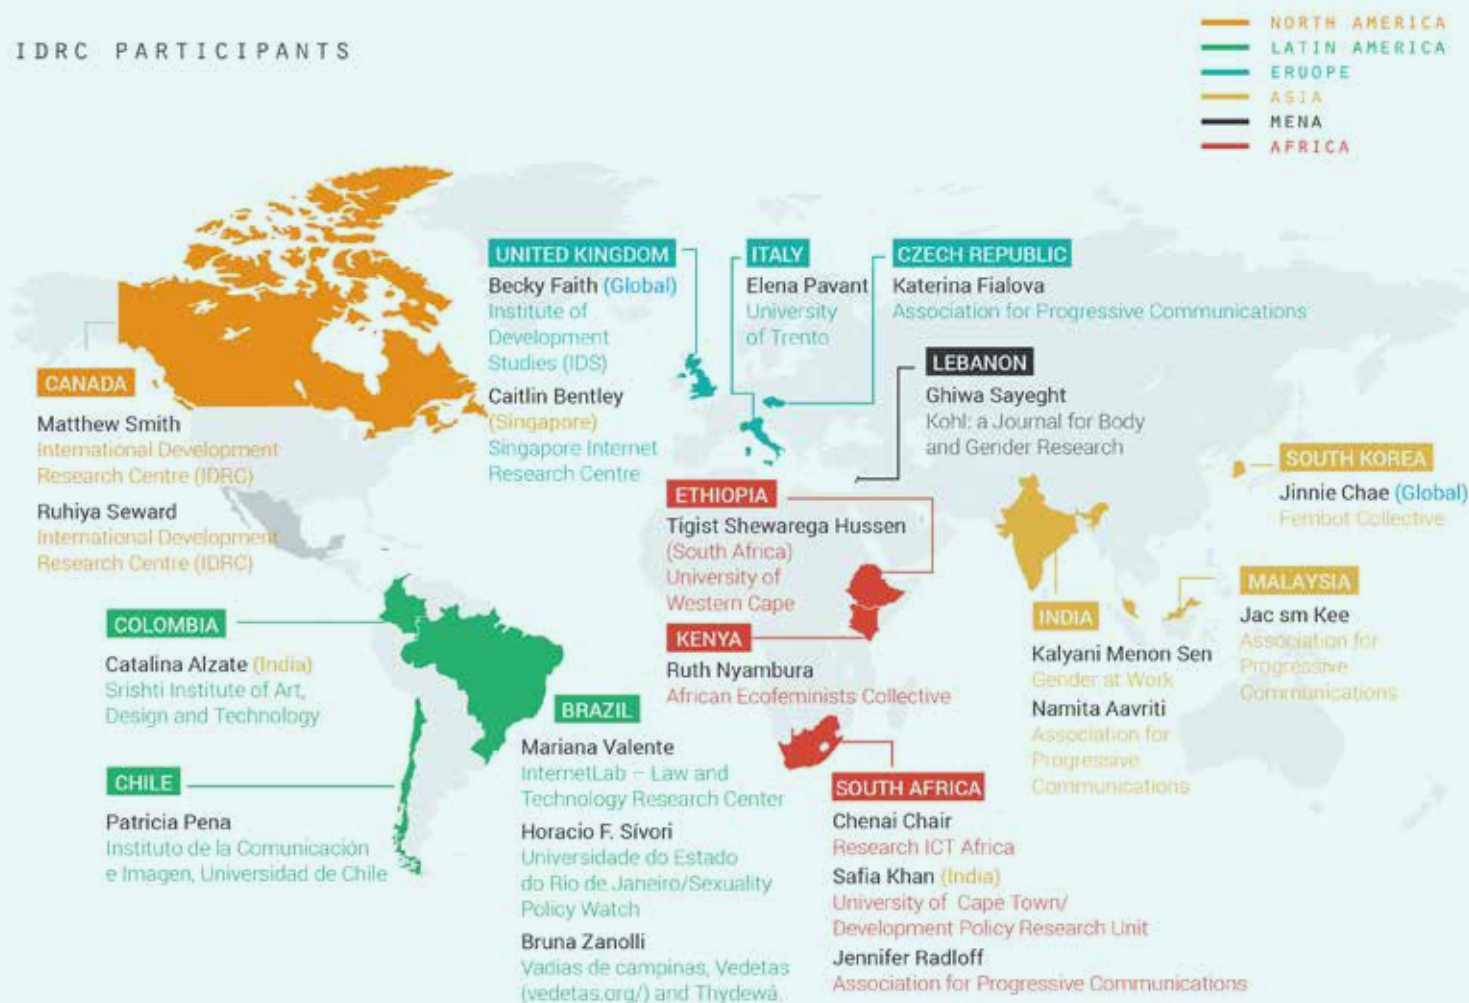 IDRC PARTICIPANTS
NORTH AMERICA
LATIN AMERICA
ERUOPE
ASIA
MENA
AFRICA
CANADA
Matthew Smith
International Development
Research Centre (IDRC)
Ruhiya Seward
International Development
Research Centre (IDRC)
UNITED KINGDOM
Becky Faith (Global)
Institute of
Development
Studies (IDS)
Caitlin Bentley
(Singapore)
Singapore Internet
Research Centre
ITALY
Elena Pavant
University
of Trento
CZECH REPUBLIC
Katerina Fialova
Association for Progressive Communications
LEBANON
Ghiwa Sayeght
Kohl: a Journal for Body
and Gender Research
SOUTH KOREA
Jinnie Chae (Global)
Fembot Collective
ETHIOPIA
Tigist Shewarega Hussen
(South Africa)
University of
Western Cape
KENYA
Ruth Nyambura
African Ecofeminists Collective
INDIA
Kalyani Menon Sen
Gender at Work
Namita Aavriti
Association for
Progressive
Communications
MALAYSIA
Jac sm Kee
Association for
Progressive
Communications
COLOMBIA
Catalina Alzate (India)
Srishti Institute of Art,
Design and Technology
CHILE
Patricia Pena
Instituto de la Comunicación
e Imagen, Universidad de Chile
BRAZIL
Mariana Valente
InternetLab – Law and
Technology Research Center
Horacio F. Sívori
Universidade do Estado
do Rio de Janeiro/Sexuality
Policy Watch
Bruna Zanolli
Vadias de campinas, Vedetas
(vedetas.org/) and Thydewá,
SOUTH AFRICA
Chenai Chair
Research ICT Africa
Safia Khan (India)
University of Cape Town/
Development Policy Research Unit
Jennifer Radloff
Association for Progressive Communications